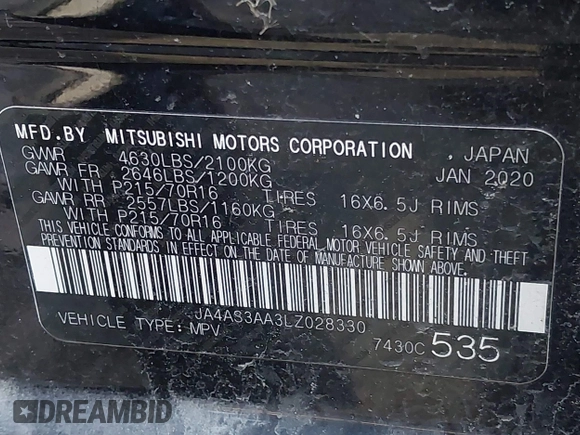 MFD.BY MITSUBISHI MOTORS CORPORATION . JAPAN
GVWR 4630LBS/2100KG JAN 2020
GAWR FR 2646LBS/1200KG
WITH P215/70R16 TIRES 16X6.5J RIMS
GAWR RR 2557LBS/1160KG
WITH P215/70R16 TIRES 16X6.5J RIMS
THIS VEHICLE CONFORMS TO ALL APPLICABLE FEDERAL MOTOR VEHICLE SAFETY AND THEFT
PREVENTION STANDARDS IN EFFECT ON THE DATE OF MANUFACTURE SHOWN ABOVE.
JA4AS3AA3LZ028330
VEHICLE TYPE: MPV 7430C 535
DREAMBID